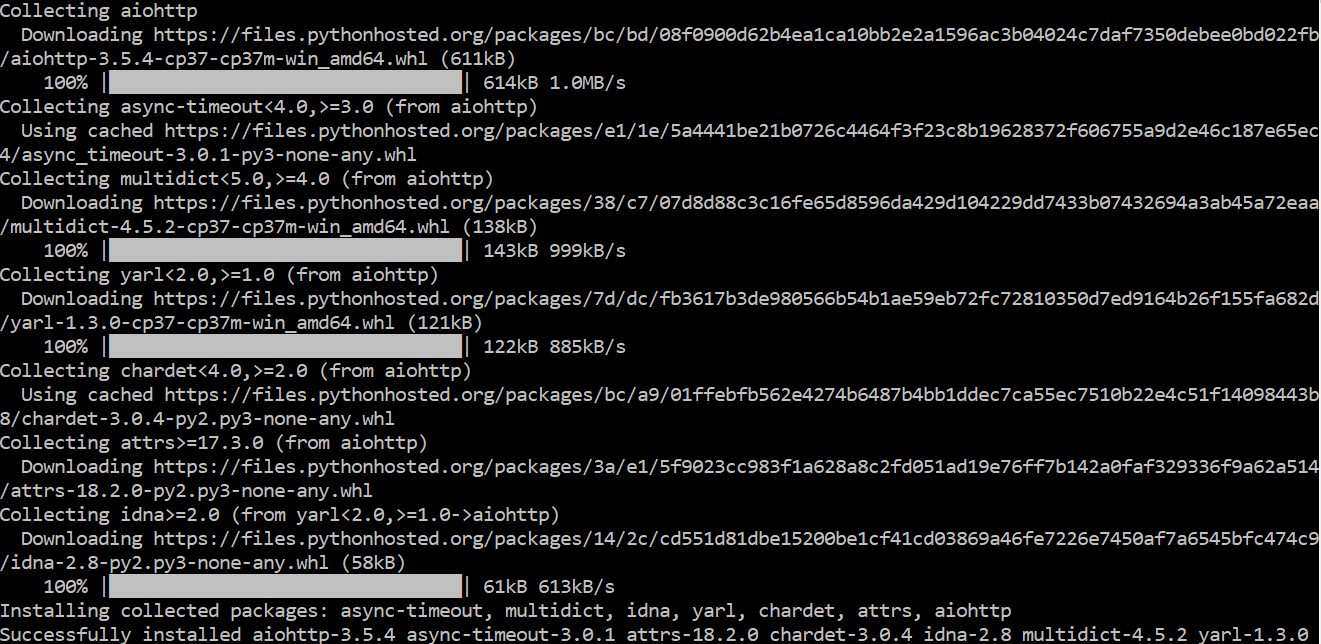 Collecting aiohttp
Downloading https://files.pythonhosted.org/packages/bc/bd/08f0900d62b4ea1ca10bb2e2a1596ac3b04024c7daf7350debee0bd022fb
/aiohttp-3.5.4-cp37-cp37m-win_amd64.whl (611kB)
100% |████████████████████████████████| 614kB 1.0MB/s
Collecting async-timeout<4.0,>=3.0 (from aiohttp)
Using cached https://files.pythonhosted.org/packages/e1/1e/5a4441be21b0726c4464f3f23c8b19628372f606755a9d2e46c187e65ec
4/async_timeout-3.0.1-py3-none-any.whl
Collecting multidict<5.0,>=4.0 (from aiohttp)
Downloading https://files.pythonhosted.org/packages/38/c7/07d8d88c3c16fe65d8596da429d104229dd7433b07432694a3ab45a72eaa
/multidict-4.5.2-cp37-cp37m-win_amd64.whl (138kB)
100% |████████████████████████████████| 143kB 999kB/s
Collecting yarl<2.0,>=1.0 (from aiohttp)
Downloading https://files.pythonhosted.org/packages/7d/dc/fb3617b3de980566b54b1ae59eb72fc72810350d7ed9164b26f155fa682d
/yarl-1.3.0-cp37-cp37m-win_amd64.whl (121kB)
100% |████████████████████████████████| 122kB 885kB/s
Collecting chardet<4.0,>=2.0 (from aiohttp)
Using cached https://files.pythonhosted.org/packages/bc/a9/01ffebfb562e4274b6487b4bb1ddec7ca55ec7510b22e4c51f14098443b
8/chardet-3.0.4-py2.py3-none-any.whl
Collecting attrs>=17.3.0 (from aiohttp)
Downloading https://files.pythonhosted.org/packages/3a/e1/5f9023cc983f1a628a8c2fd051ad19e76ff7b142a0faf329336f9a62a514
/attrs-18.2.0-py2.py3-none-any.whl
Collecting idna>=2.0 (from yarl<2.0,>=1.0->aiohttp)
Downloading https://files.pythonhosted.org/packages/14/2c/cd551d81dbe15200be1cf41cd03869a46fe7226e7450af7a6545bfc474c9
/idna-2.8-py2.py3-none-any.whl (58kB)
100% |████████████████████████████████| 61kB 613kB/s
Installing collected packages: async-timeout, multidict, idna, yarl, chardet, attrs, aiohttp
Successfully installed aiohttp-3.5.4 async-timeout-3.0.1 attrs-18.2.0 chardet-3.0.4 idna-2.8 multidict-4.5.2 yarl-1.3.0